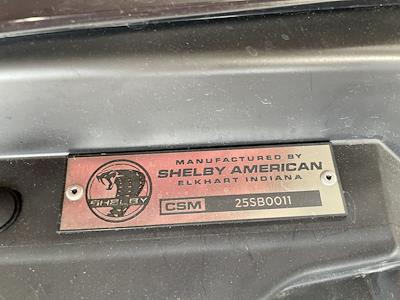 MANUFACTURED BY
SHELBY AMERICAN
ELKHART INDIANA
SHELBY
CSM 25SB0011